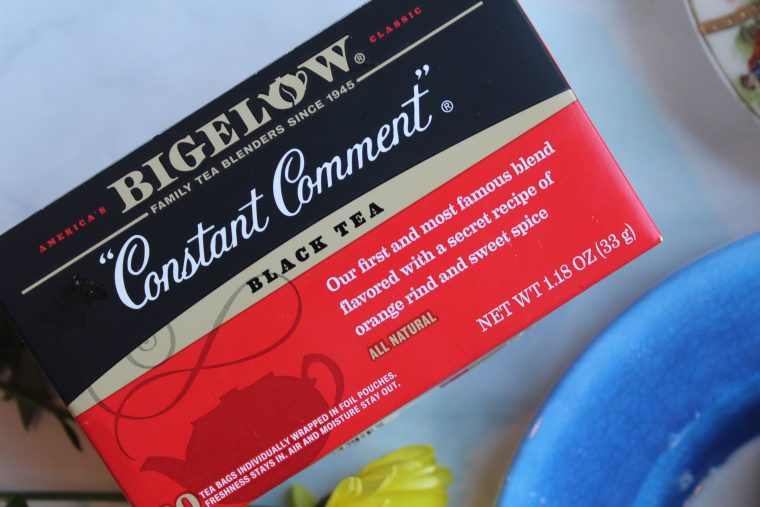 AMERICA'S BIGELOW® CLASSIC
FAMILY TEA BLENDERS SINCE 1945
"Constant Comment"®
BLACK TEA
Our first and most famous blend
flavored with a secret recipe of
orange rind and sweet spice
ALL NATURAL
NET WT 1.18 OZ (33 g)
TEA BAGS INDIVIDUALLY WRAPPED IN FOIL POUCHES.
FRESHNESS STAYS IN. AIR AND MOISTURE STAY OUT.